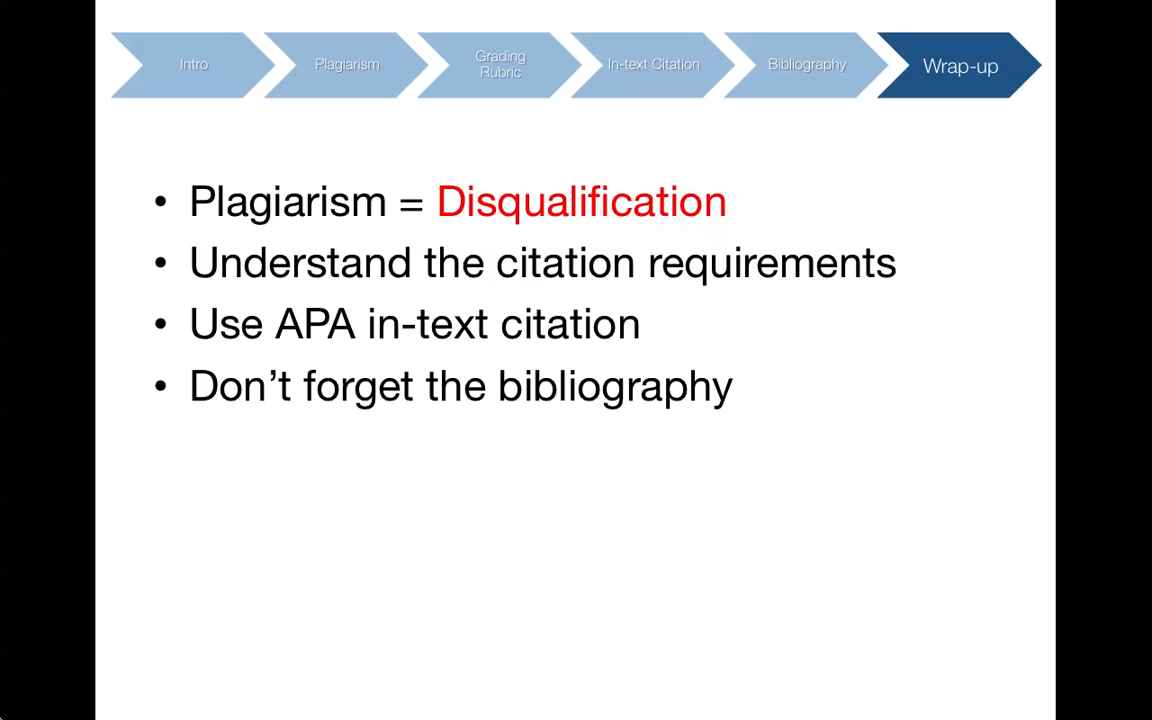 Intro
Plagiarism
Grading
Rubric
In-text Citation
Bibliography
Wrap-up
• Plagiarism = Disqualification
• Understand the citation requirements
• Use APA in-text citation
• Don’t forget the bibliography